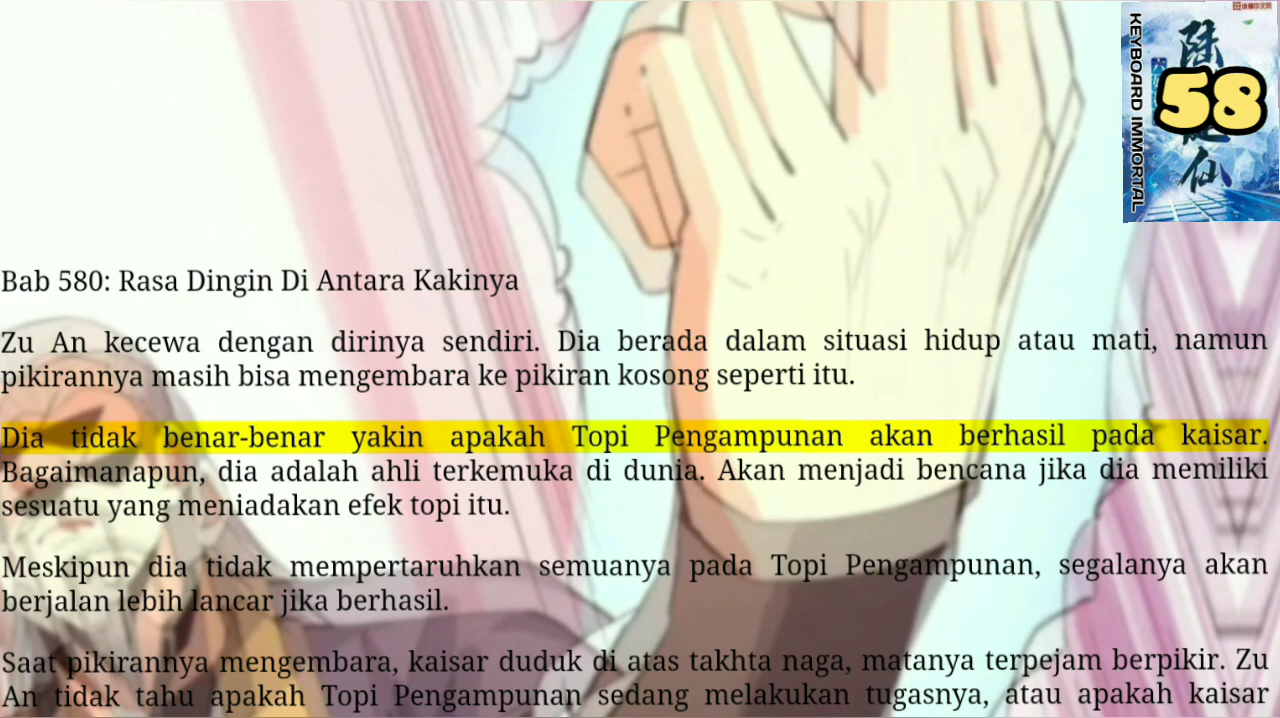 KEYBOARD IMMORTAL
58
仙
Bab 580: Rasa Dingin Di Antara Kakinya
Zu An kecewa dengan dirinya sendiri. Dia berada dalam situasi hidup atau mati, namun
pikirannya masih bisa mengembara ke pikiran kosong seperti itu.
Dia tidak benar-benar yakin apakah Topi Pengampunan akan berhasil pada kaisar.
Bagaimanapun, dia adalah ahli terkemuka di dunia. Akan menjadi bencana jika dia memiliki
sesuatu yang meniadakan efek topi itu.
Meskipun dia tidak mempertaruhkan semuanya pada Topi Pengampunan, segalanya akan
berjalan lebih lancar jika berhasil.
Saat pikirannya mengembara, kaisar duduk di atas takhta naga, matanya terpejam berpikir. Zu
An tidak tahu apakah Topi Pengampunan sedang melakukan tugasnya, atau apakah kaisar